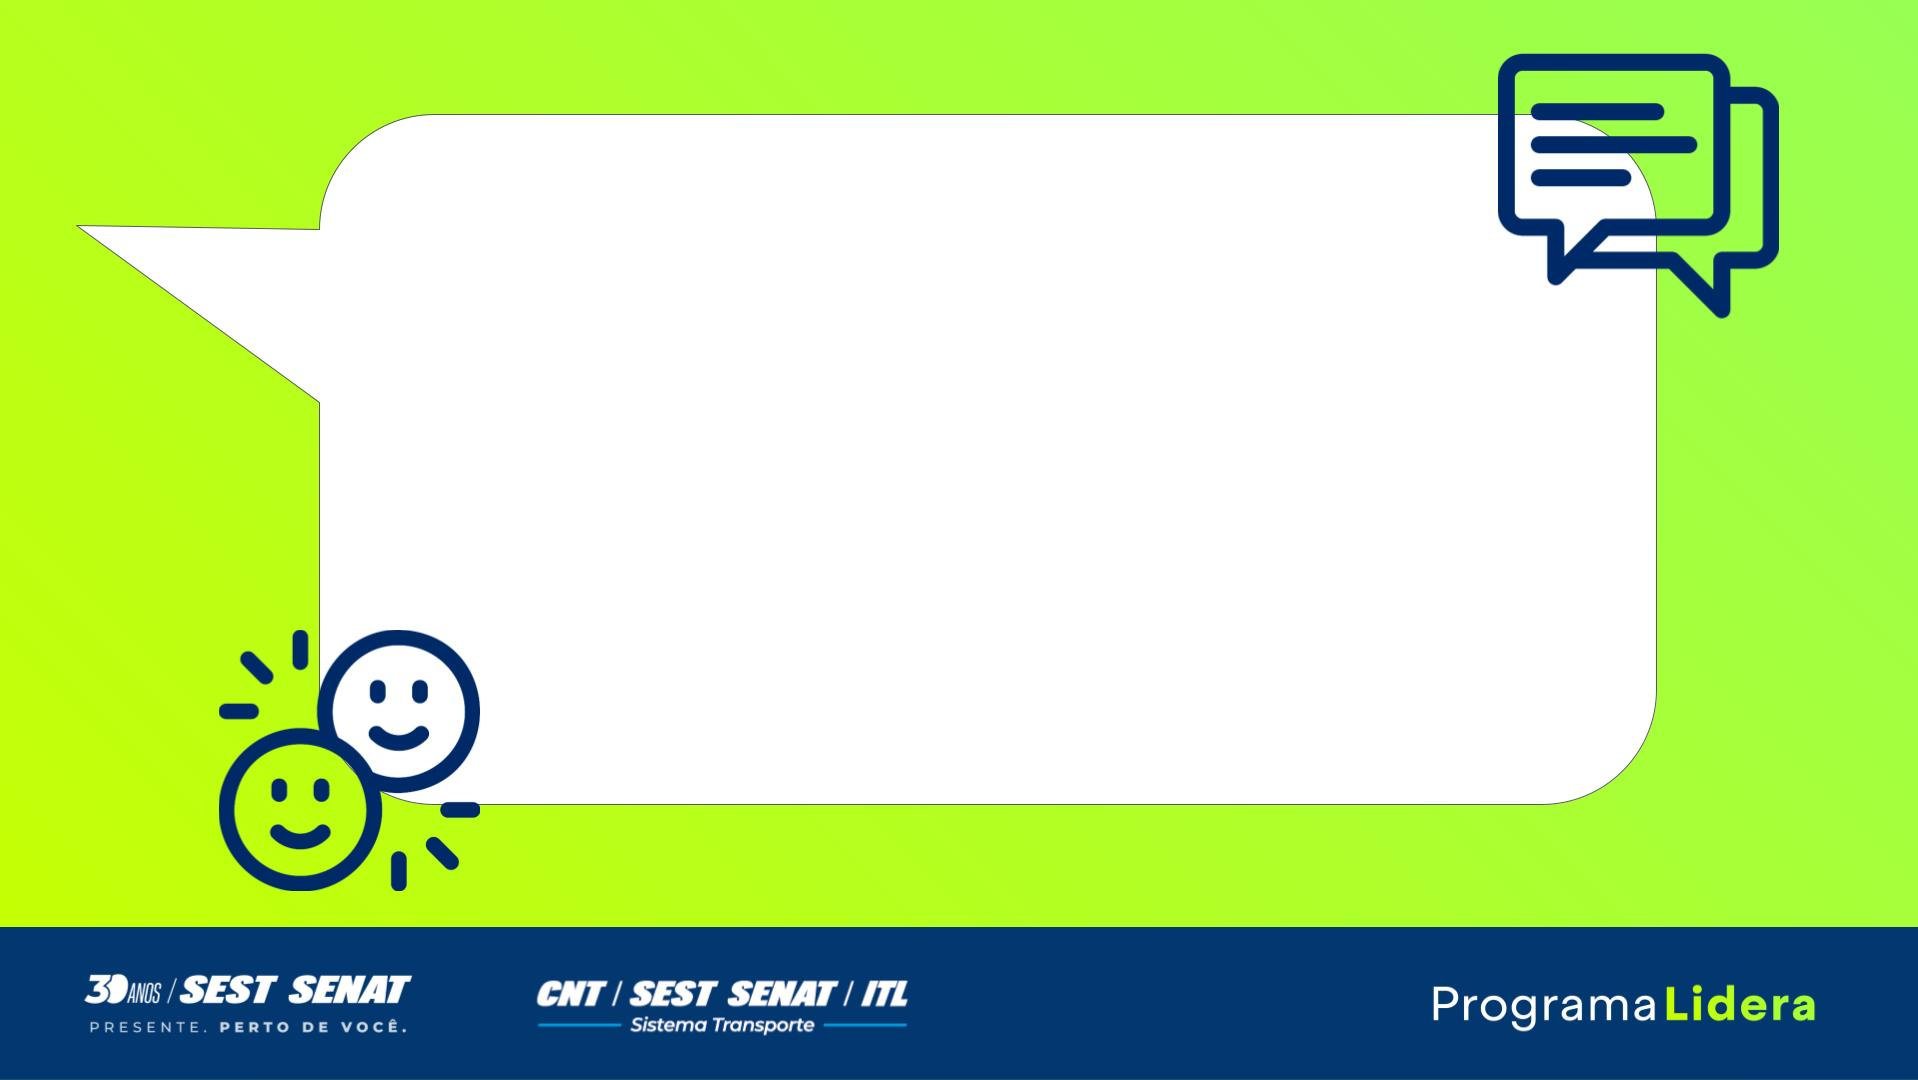 30 ANOS / SEST SENAT
PRESENTE. PERTO DE VOCÊ.
CNT / SEST SENAT / ITL
Sistema Transporte
Programa Lidera